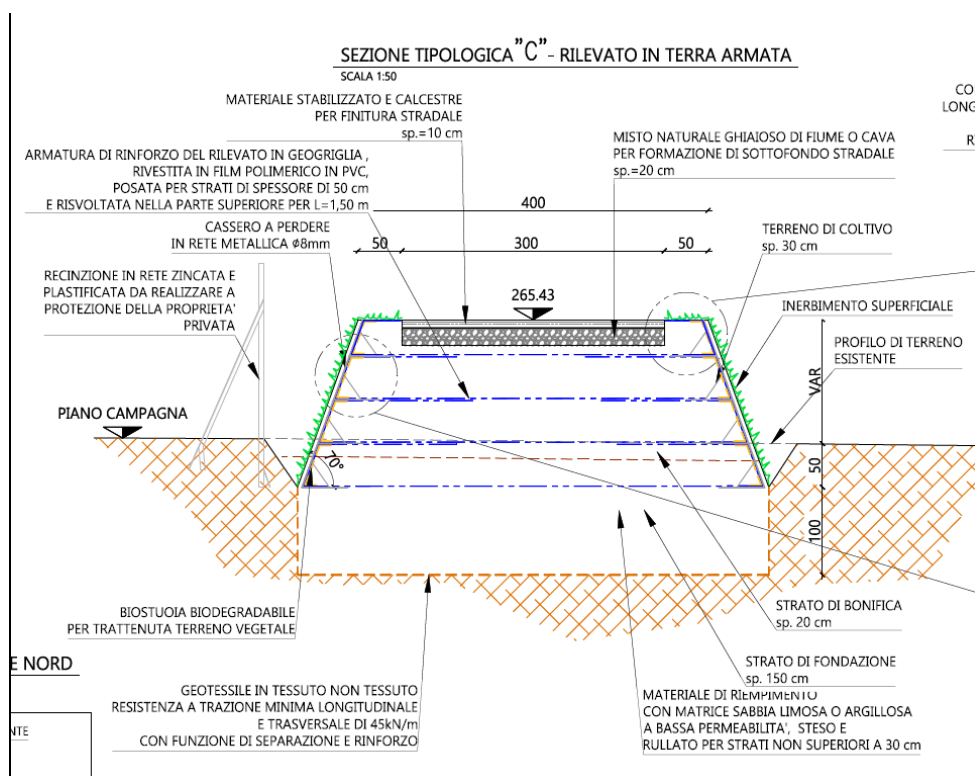 SEZIONE TIPOLOGICA "C" - RILEVATO IN TERRA ARMATA
SCALA 1:50
MATERIALE STABILIZZATO E CALCESTRE
PER FINITURA STRADALE
sp.=10 cm
CO
LONG
R
MISTO NATURALE GHIAIOSO DI FIUME O CAVA
PER FORMAZIONE DI SOTTOFONDO STRADALE
sp.=20 cm
ARMATURA DI RINFORZO DEL RILEVATO IN GEOGRIGLIA ,
RIVESTITA IN FILM POLIMERICO IN PVC,
POSATA PER STRATI DI SPESSORE DI 50 cm
E RISVOLTATA NELLA PARTE SUPERIORE PER L=1,50 m
400
CASSERO A PERDERE
IN RETE METALLICA ø8mm
50
300
50
TERRENO DI COLTIVO
sp. 30 cm
RECINZIONE IN RETE ZINCATA E
PLASTIFICATA DA REALIZZARE A
PROTEZIONE DELLA PROPRIETA'
PRIVATA
265.43
INERBIMENTO SUPERFICIALE
PROFILO DI TERRENO
ESISTENTE
VAR
PIANO CAMPAGNA
70°
50
100
BIOSTUOIA BIODEGRADABILE
PER TRATTENUTA TERRENO VEGETALE
STRATO DI BONIFICA
sp. 20 cm
E NORD
STRATO DI FONDAZIONE
sp. 150 cm
GEOTESSILE IN TESSUTO NON TESSUTO
RESISTENZA A TRAZIONE MINIMA LONGITUDINALE
E TRASVERSALE DI 45kN/m
CON FUNZIONE DI SEPARAZIONE E RINFORZO
MATERIALE DI RIEMPIMENTO
CON MATRICE SABBIA LIMOSA O ARGILLOSA
A BASSA PERMEABILITA', STESO E
RULLATO PER STRATI NON SUPERIORI A 30 cm
NTE